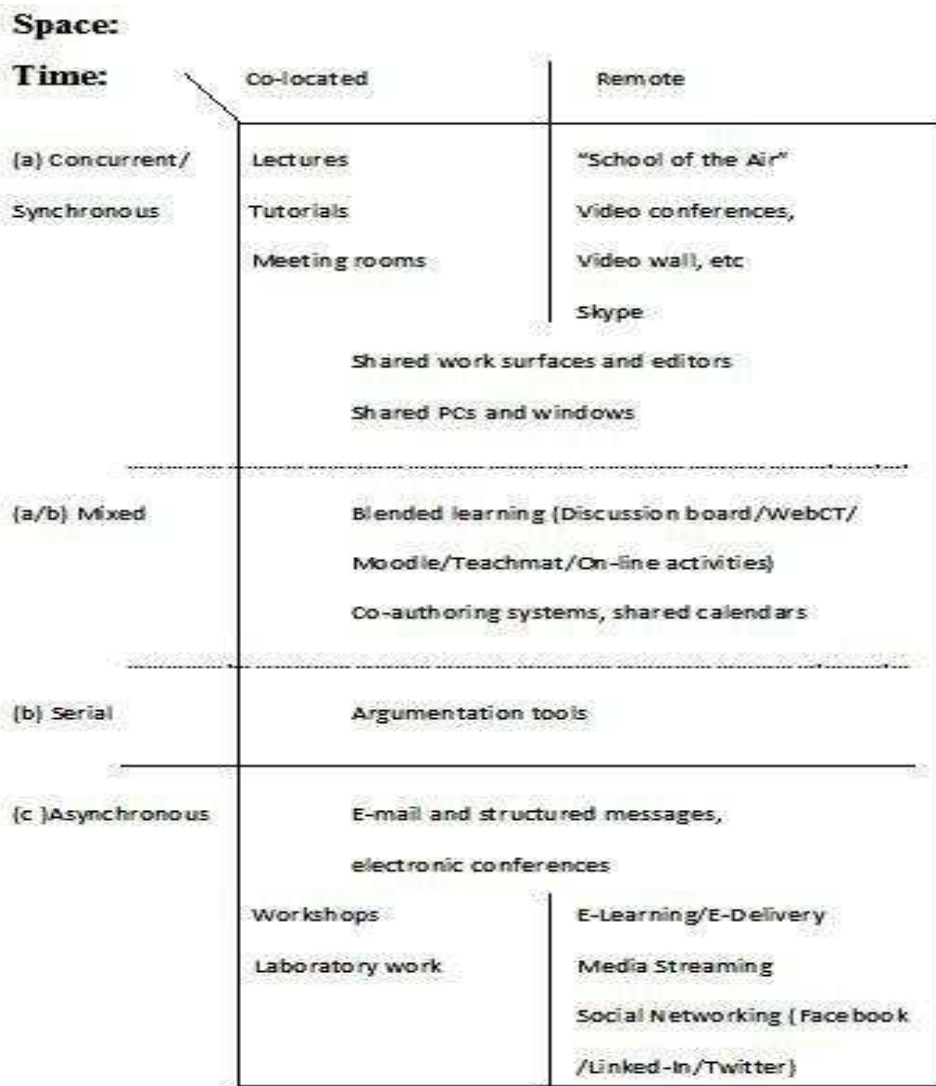 Space:
Time:
Co-located Remote
(a) Concurrent/ Lectures "School of the Air"
Synchronous Tutorials Video conferences,
Meeting rooms Video wall, etc
Skype
Shared work surfaces and editors
Shared PCs and windows
(a/b) Mixed Blended learning (Discussion board/WebCT/
Moodle/Teachmat/On-line activities)
Co-authoring systems, shared calendars
(b) Serial Argumentation tools
(c )Asynchronous E-mail and structured messages,
electronic conferences
Workshops E-Learning/E-Delivery
Laboratory work Media Streaming
Social Networking (Facebook
/Linked-In/Twitter)